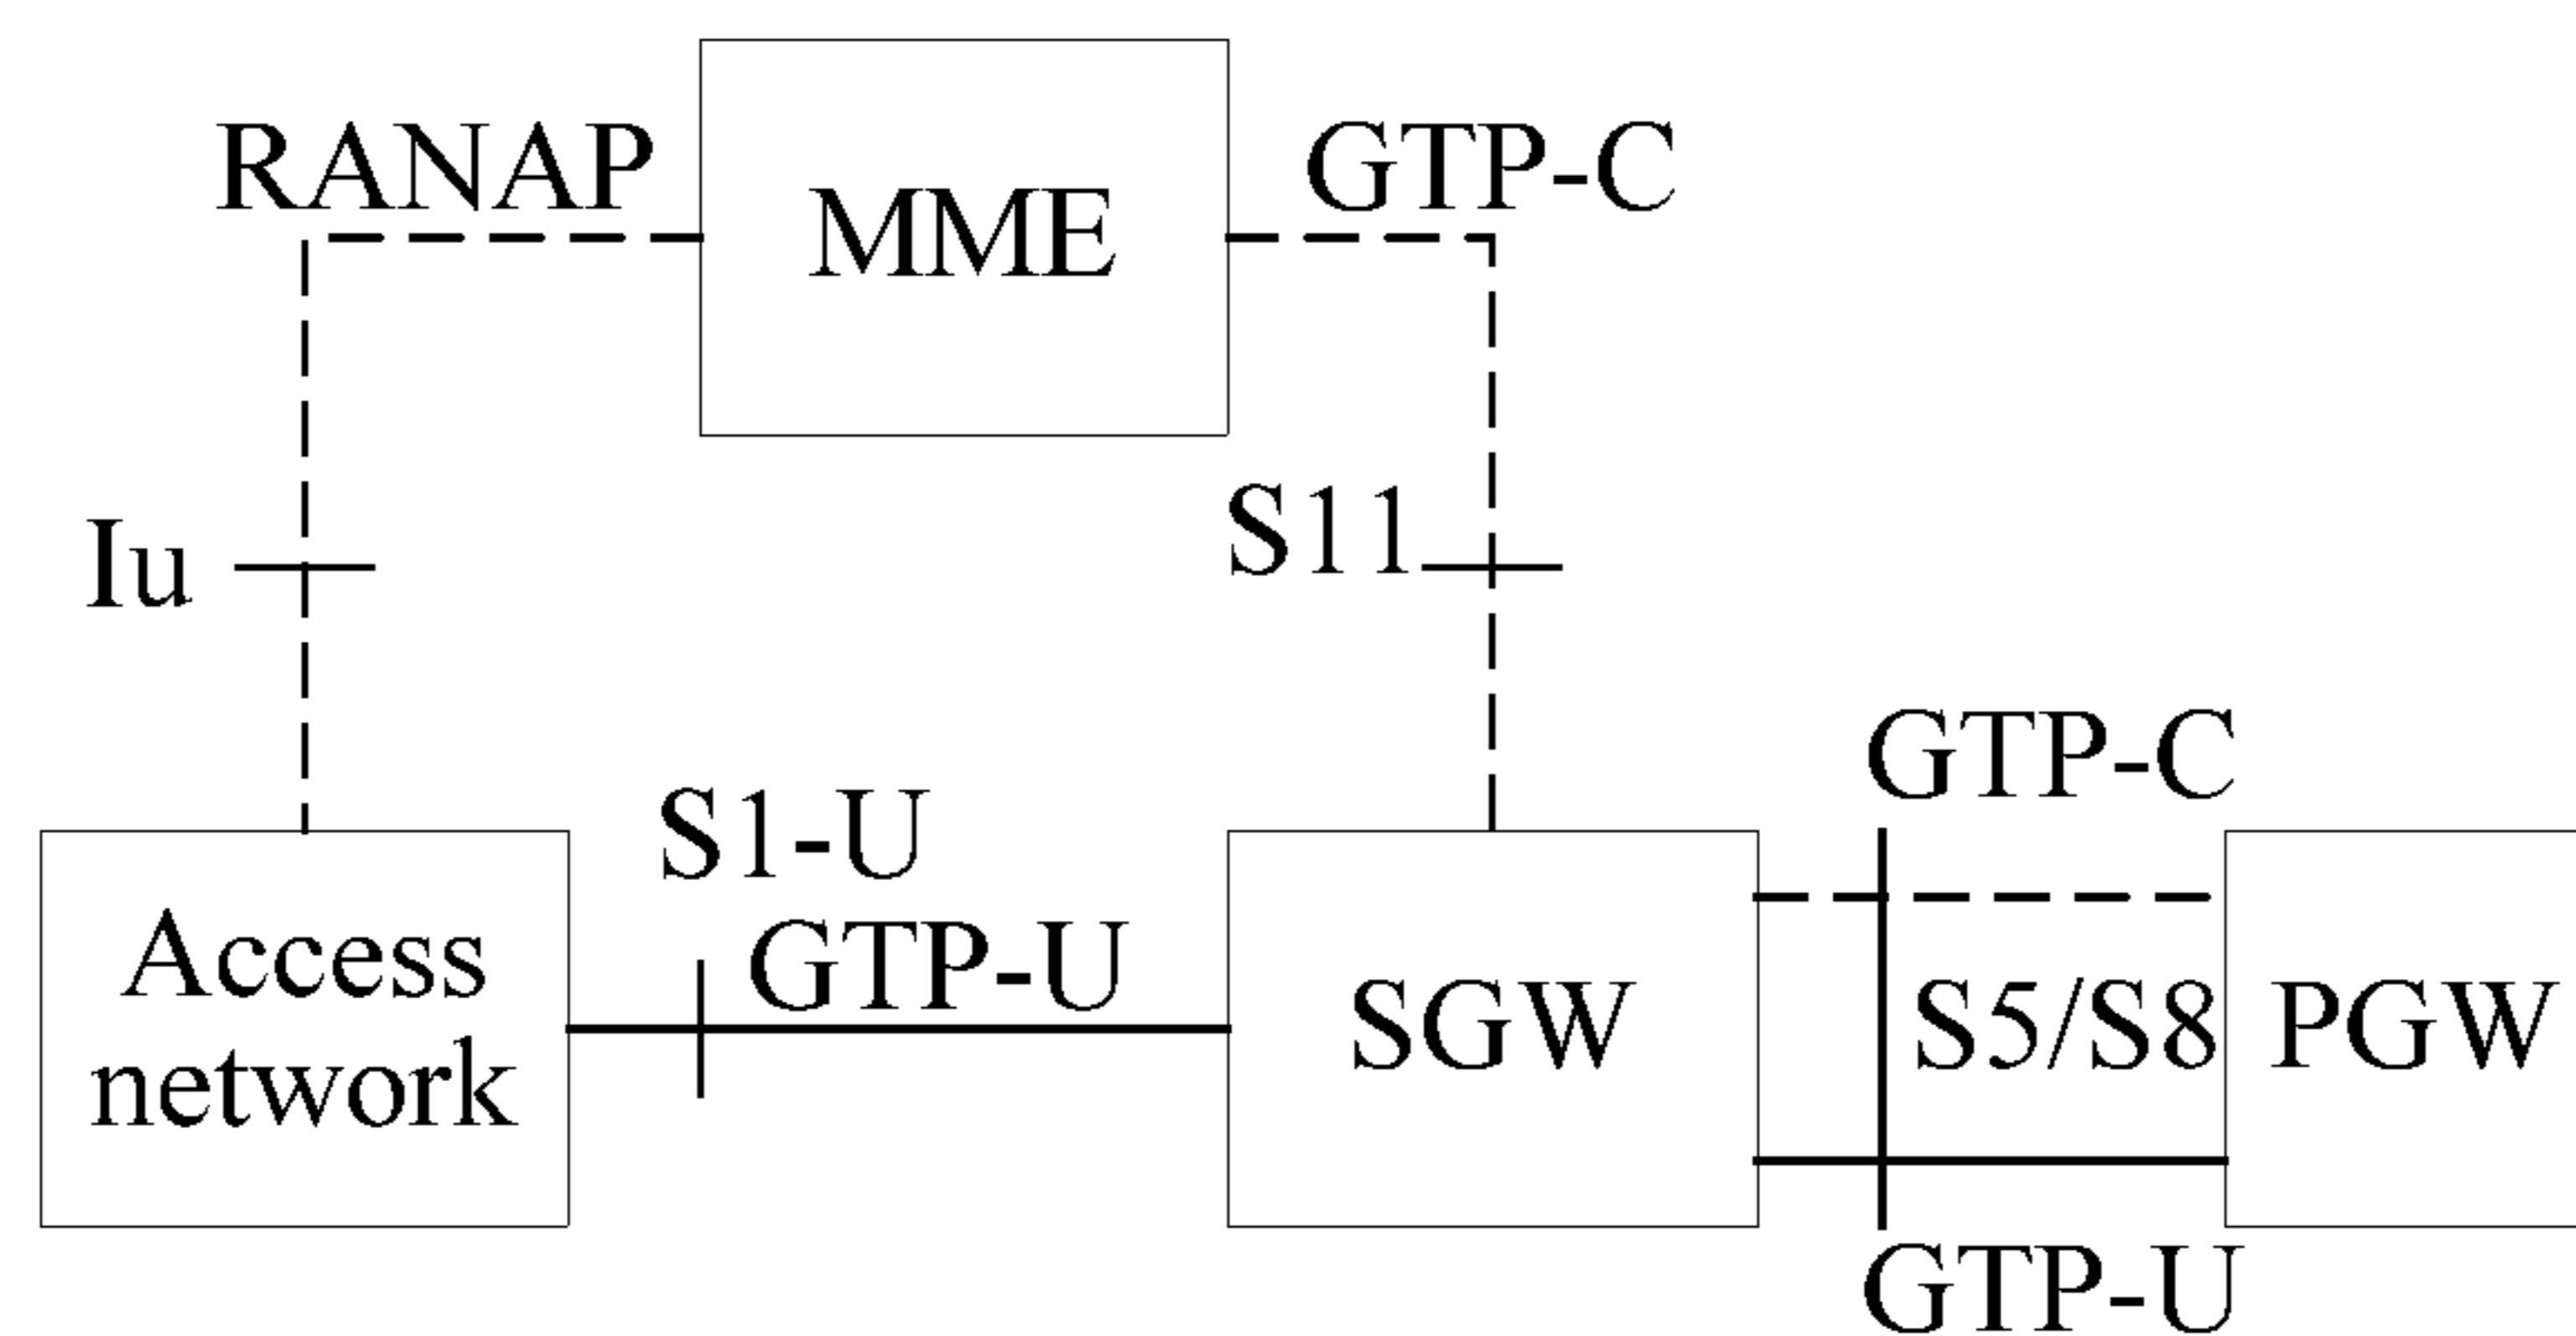 RANAP
MME
GTP-C
Iu
S11
GTP-C
S1-U
GTP-U
Access
network
SGW
S5/S8
PGW
GTP-U